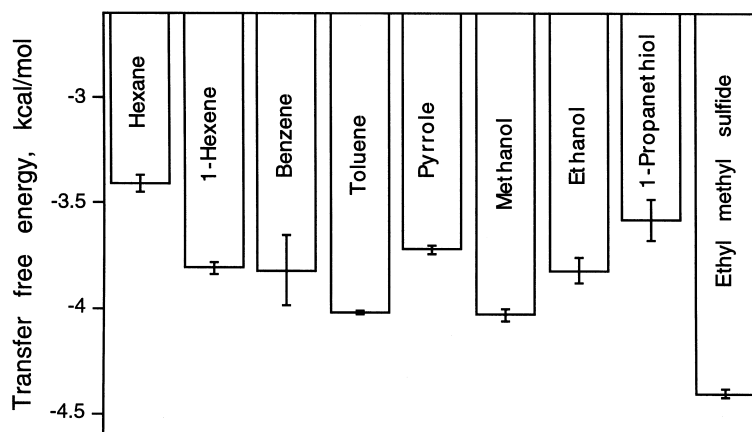 Transfer free energy, kcal/mol
-3
-3.5
-4
-4.5
Hexane
1-Hexene
Benzene
Toluene
Pyrrole
Methanol
Ethanol
1-Propanethiol
Ethyl methyl sulfide